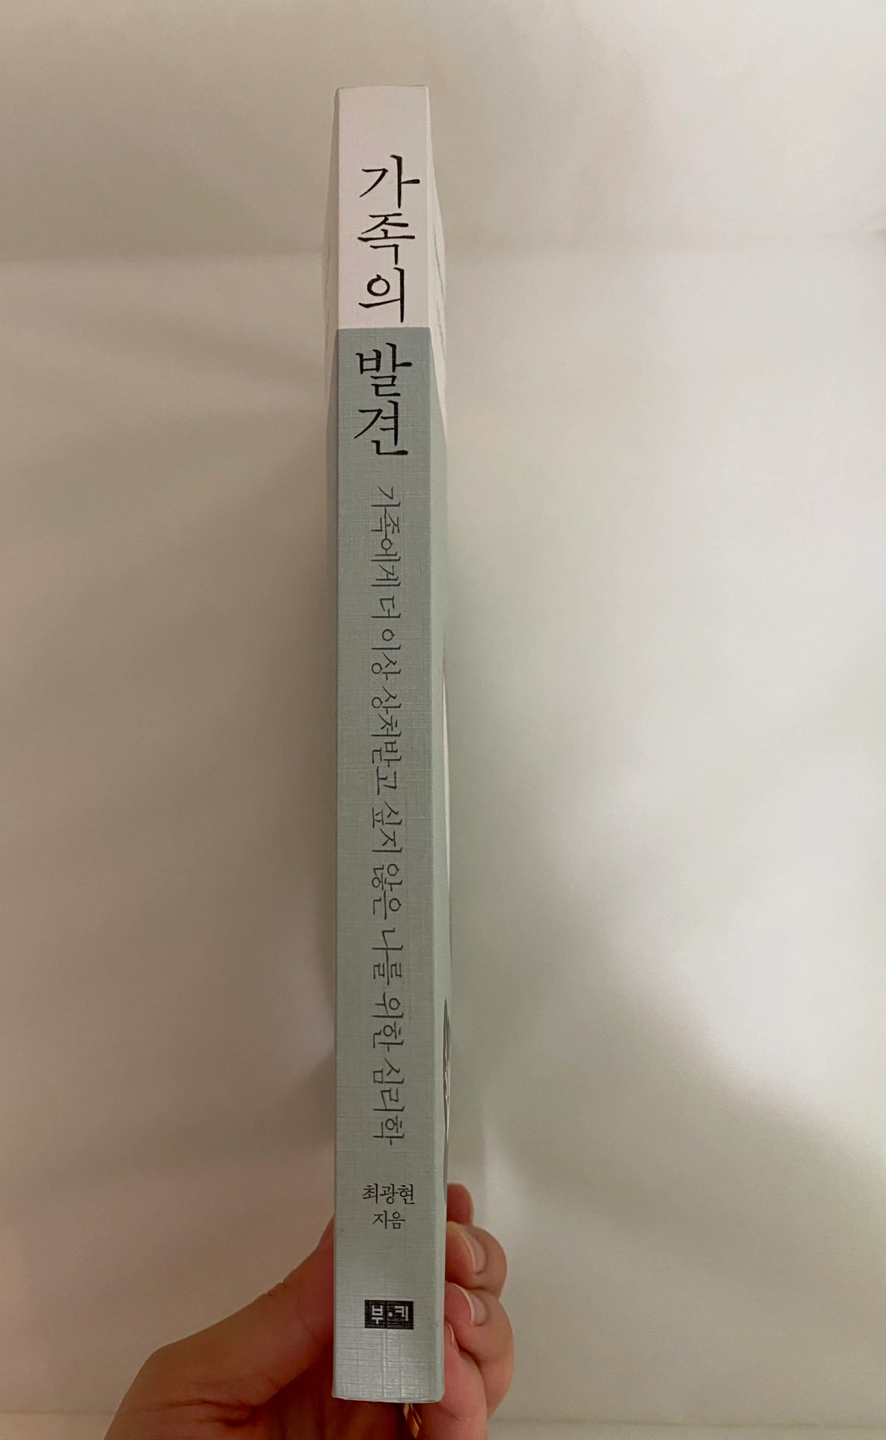 가족의 발견
가족에게 더 이상 상처받고 싶지 않은 나를 위한 심리학
최광현
지음
부·키